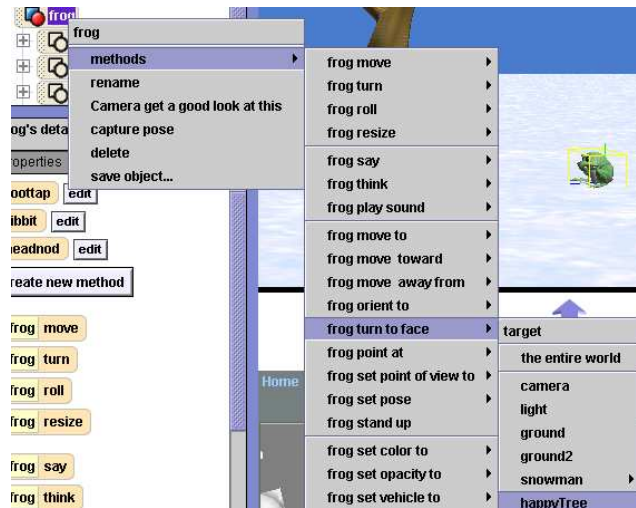 frog
frog
methods
rename
Camera get a good look at this
capture pose
delete
save object...
og's deta
roperties
oottap edit
ibbit edit
eadnod edit
reate new method
frog move
frog turn
frog roll
frog resize
frog say
frog think
frog move
frog turn
frog roll
frog resize
frog say
frog think
frog play sound
frog move to
frog move toward
frog move away from
frog orient to
frog turn to face
frog point at
frog set point of view to
frog set pose
frog stand up
frog set color to
frog set opacity to
frog set vehicle to
Home
target
the entire world
camera
light
ground
ground2
snowman
happyTree